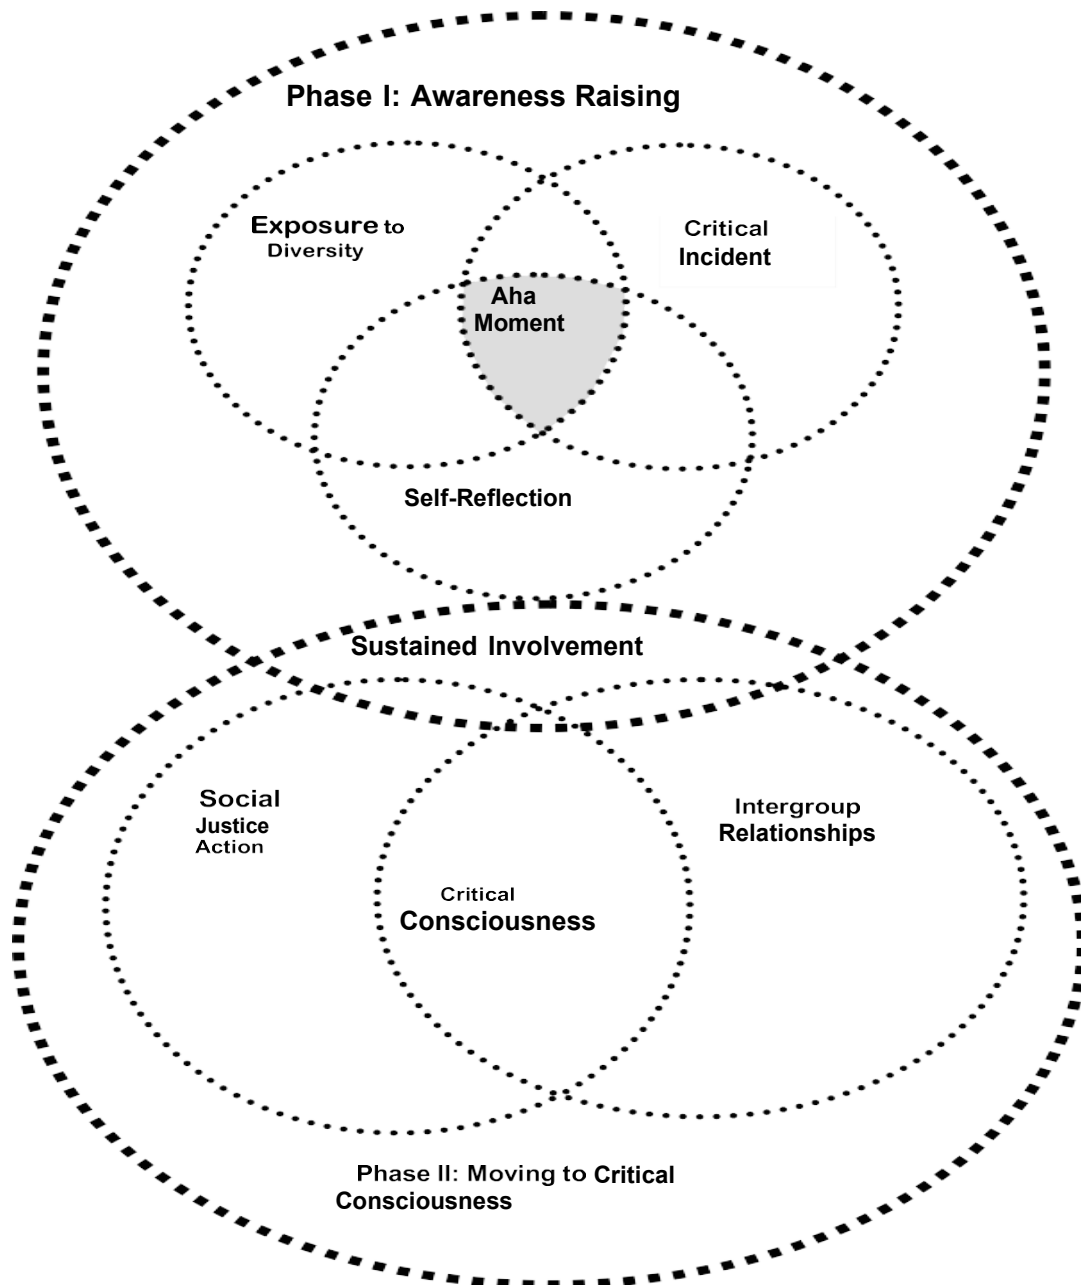 Phase I: Awareness Raising
Exposure to
Diversity
Critical
Incident
Aha
Moment
Self-Reflection
Sustained Involvement
Social
Justice
Action
Intergroup
Relationships
Critical
Consciousness
Phase II: Moving to Critical
Consciousness